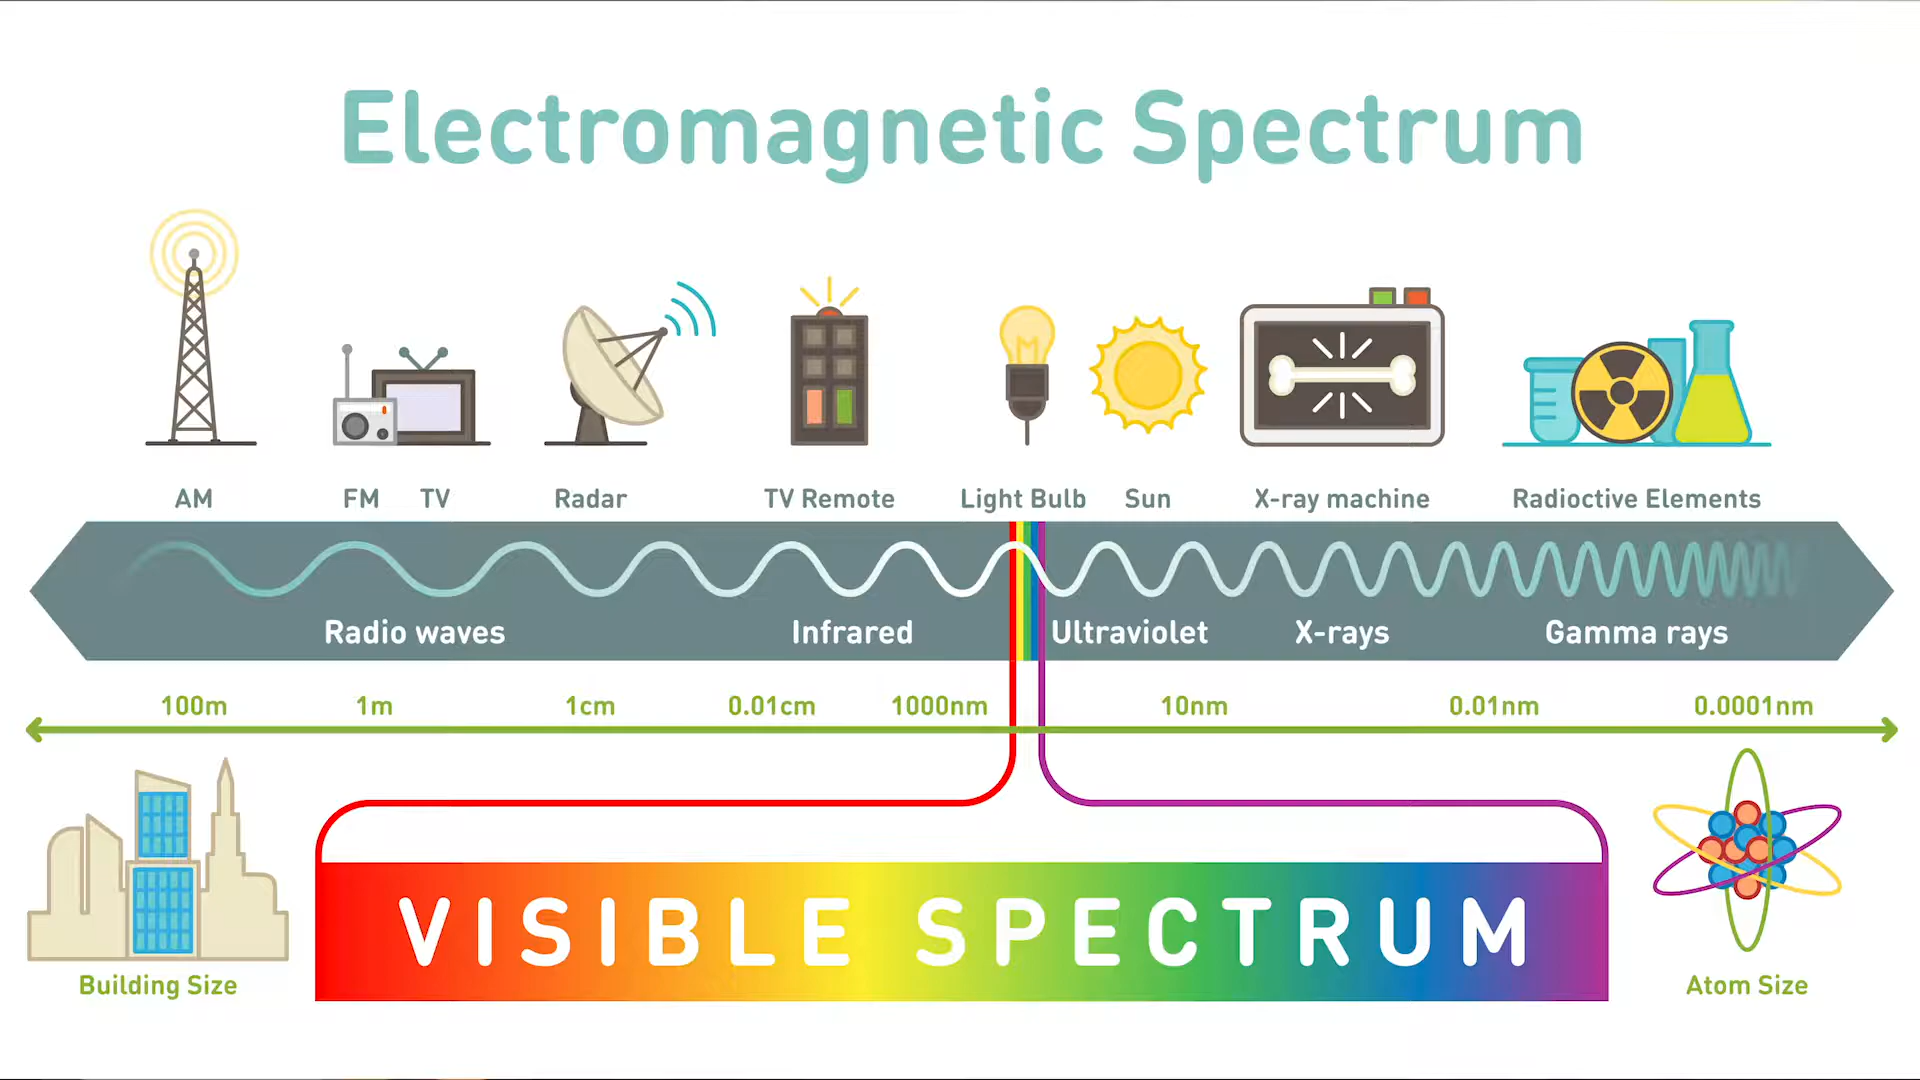 Electromagnetic Spectrum
AM
FM
TV
Radar
TV Remote
Light Bulb
Sun
X-ray machine
Radioctive Elements
Radio waves
Infrared
Ultraviolet
X-rays
Gamma rays
100m
1m
1cm
0.01cm
1000nm
10nm
0.01nm
0.0001nm
VISIBLE SPECTRUM
Building Size
Atom Size